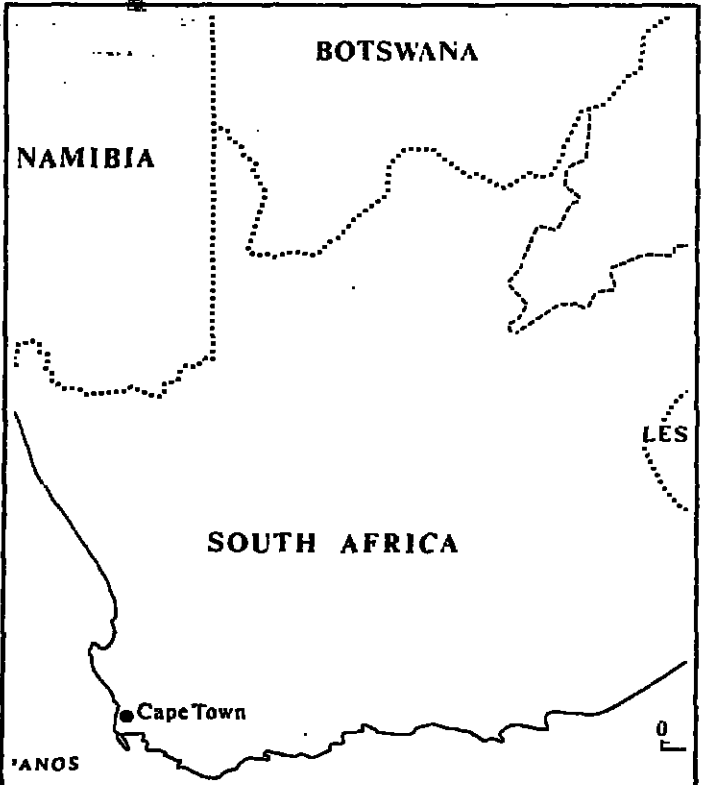 BOTSWANA
NAMIBIA
LES
SOUTH AFRICA
Cape Town
0
'ANOS